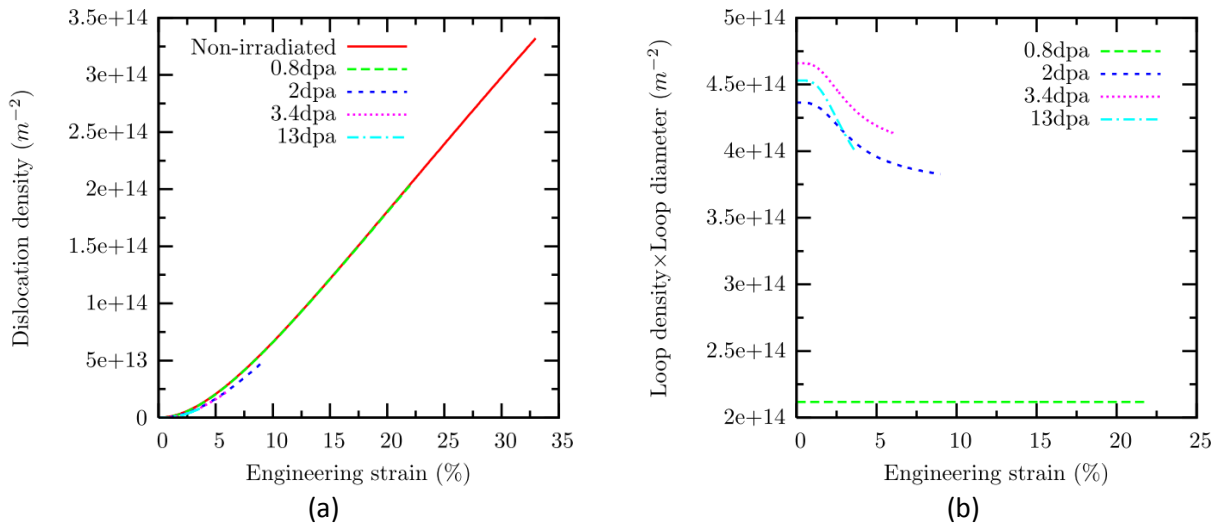 3.5e+14
3e+14
2.5e+14
2e+14
1.5e+14
1e+14
5e+13
0
Dislocation density (m⁻²)
Non-irradiated
0.8dpa
2dpa
3.4dpa
13dpa
0 5 10 15 20 25 30 35
Engineering strain (%)
(a)
5e+14
4.5e+14
4e+14
3.5e+14
3e+14
2.5e+14
2e+14
Loop density×Loop diameter (m⁻²)
0.8dpa
2dpa
3.4dpa
13dpa
0 5 10 15 20 25
Engineering strain (%)
(b)